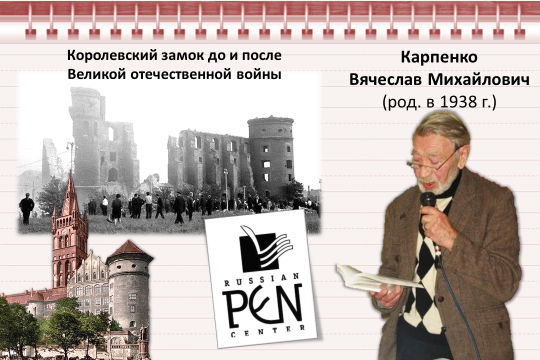 Королевский замок до и после
Великой отечественной войны
Карпенко
Вячеслав Михайлович
(род. в 1938 г.)
RUSSIAN
PEN
CENTER